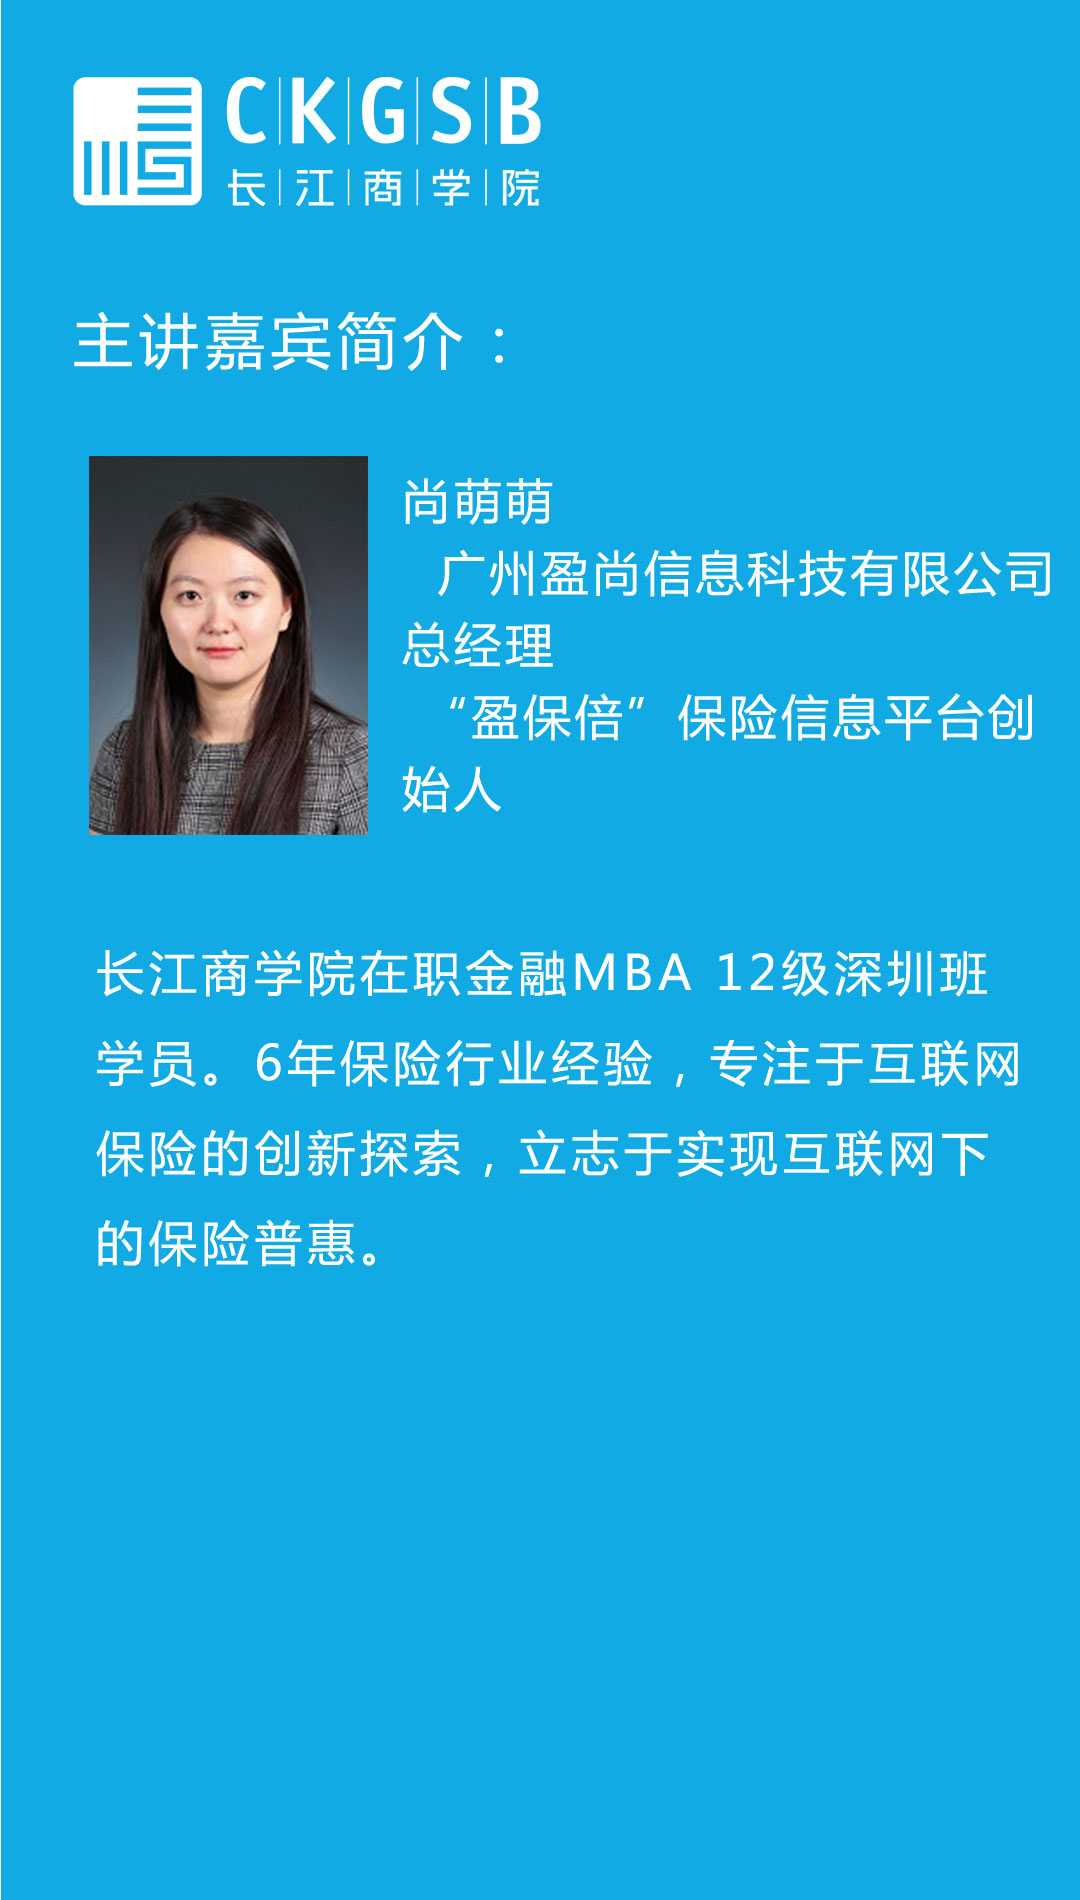 CKGSB
长江商学院
主讲嘉宾简介：
尚萌萌
广州盈尚信息科技有限公司
总经理
“盈保倍”保险信息平台创
始人
长江商学院在职金融MBA 12级深圳班
学员。6年保险行业经验，专注于互联网
保险的创新探索，立志于实现互联网下
的保险普惠。